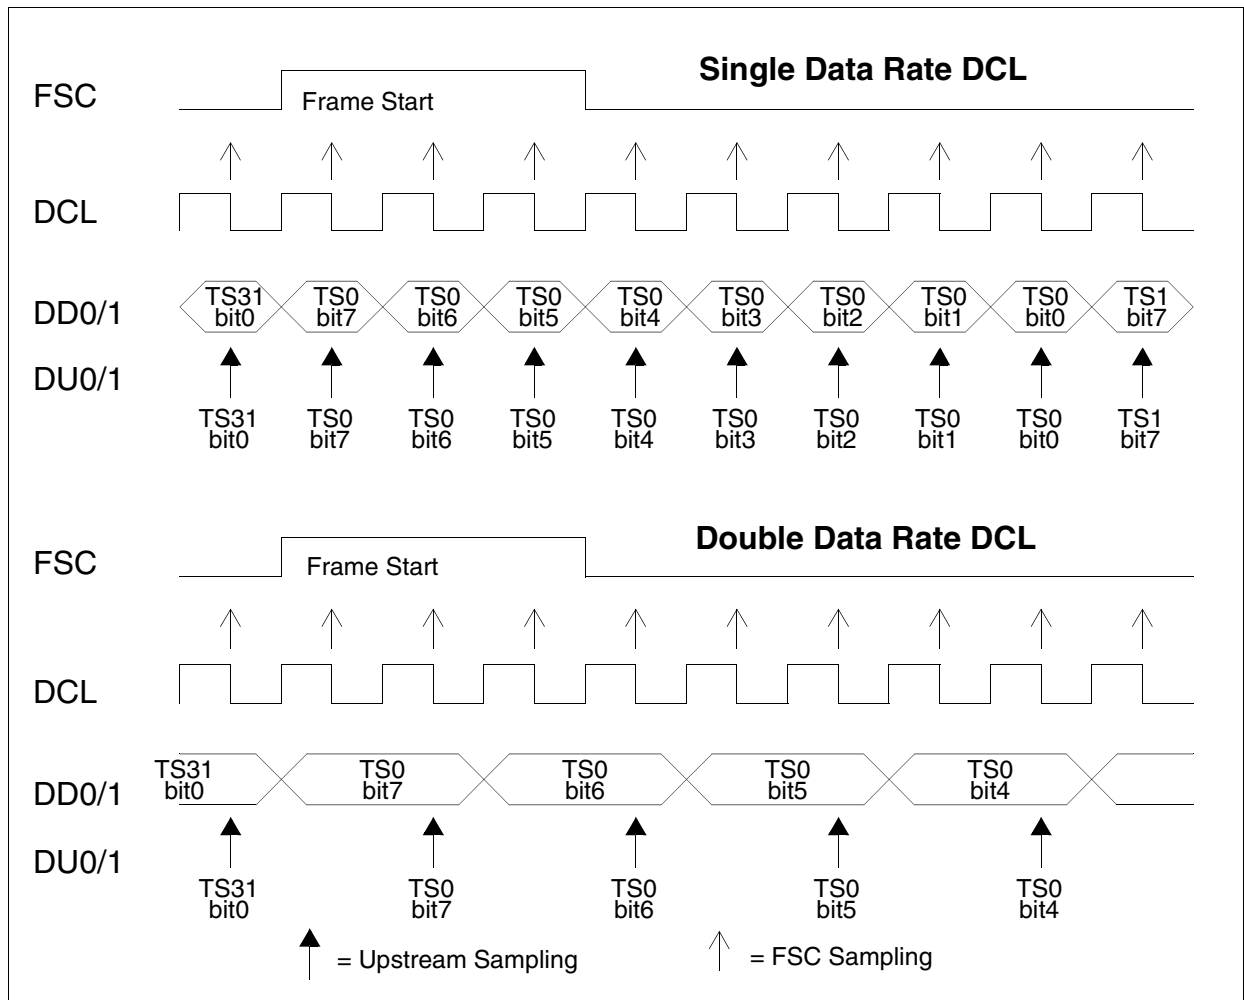 Single Data Rate DCL
FSC
Frame Start
DCL
TS31 TS0 TS0 TS0 TS0 TS0 TS0 TS0 TS0 TS1
DD0/1
bit0 bit7 bit6 bit5 bit4 bit3 bit2 bit1 bit0 bit7
DU0/1
TS31 TS0 TS0 TS0 TS0 TS0 TS0 TS0 TS0 TS1
bit0 bit7 bit6 bit5 bit4 bit3 bit2 bit1 bit0 bit7
Double Data Rate DCL
FSC
Frame Start
DCL
TS31 TS0 TS0 TS0 TS0
DD0/1
bit0 bit7 bit6 bit5 bit4
DU0/1
TS31 TS0 TS0 TS0 TS0
bit0 bit7 bit6 bit5 bit4
= Upstream Sampling
= FSC Sampling